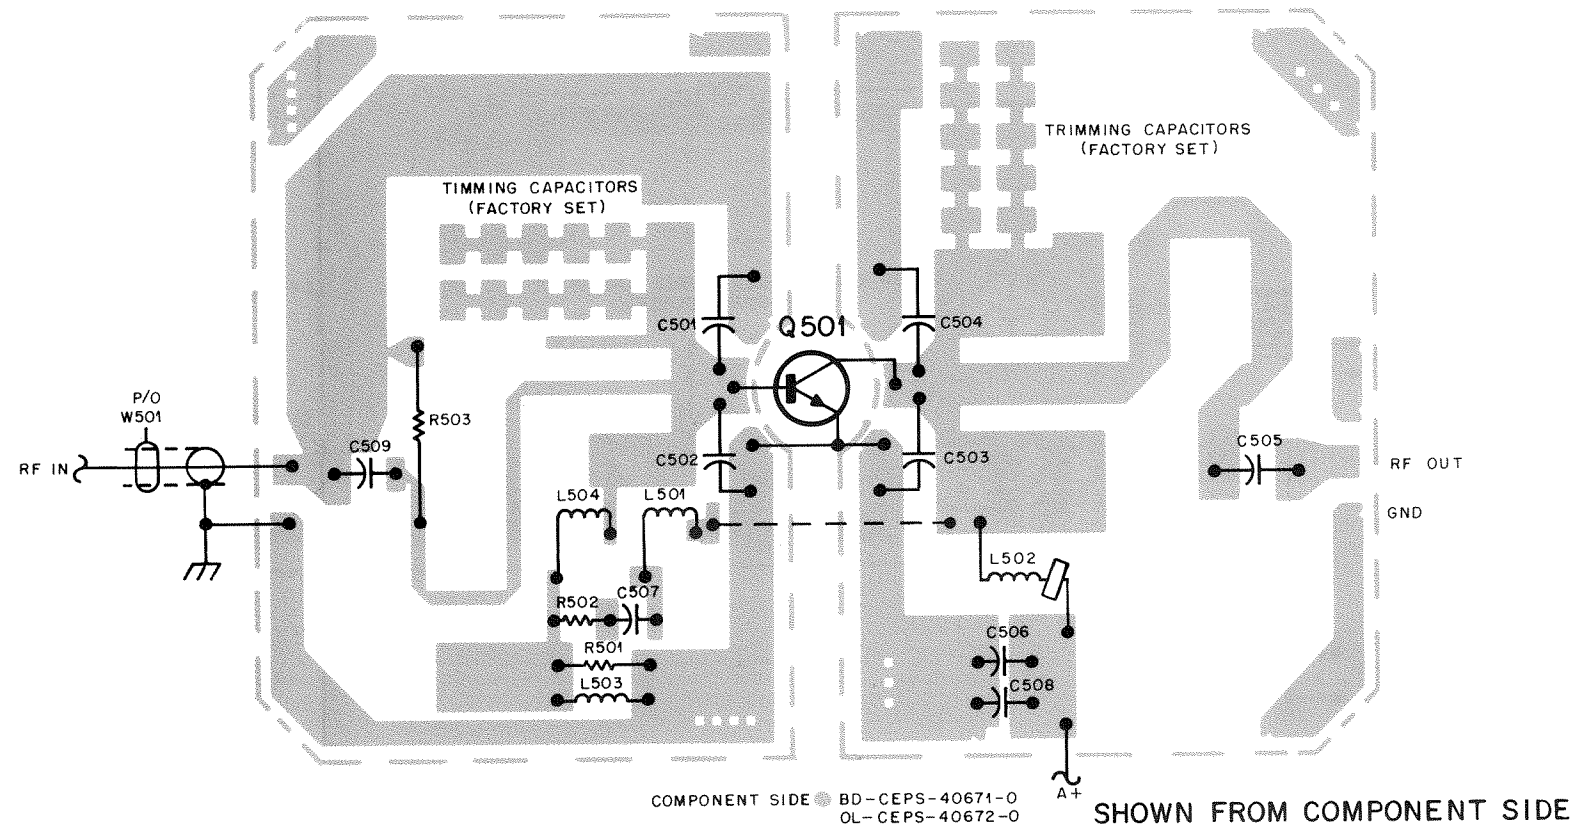 TRIMMING CAPACITORS
(FACTORY SET)
TIMMING CAPACITORS
(FACTORY SET)
C501
Q501
C504
P/O
W501
R503
C509
RF IN
C502
C503
C505
RF OUT
GND
L504
L501
L502
R502
C507
R501
L503
C506
C508
A+
COMPONENT SIDE BD-CEPS-40671-0
OL-CEPS-40672-0
SHOWN FROM COMPONENT SIDE